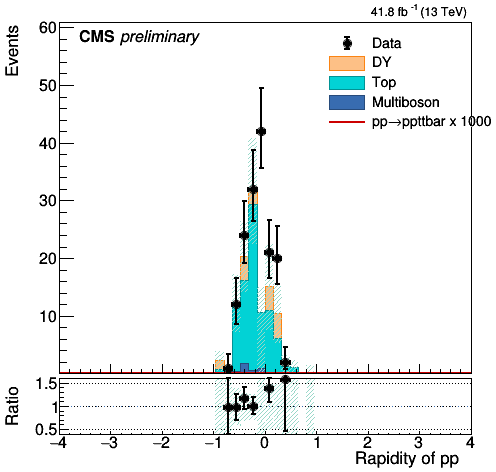 41.8 fb⁻¹ (13 TeV)
CMS preliminary
Events
60
50
40
30
20
10
Data
DY
Top
Multiboson
pp→ppttbar x 1000
Ratio
1.5
1
0.5
−4 −3 −2 −1 0 1 2 3 4
Rapidity of pp